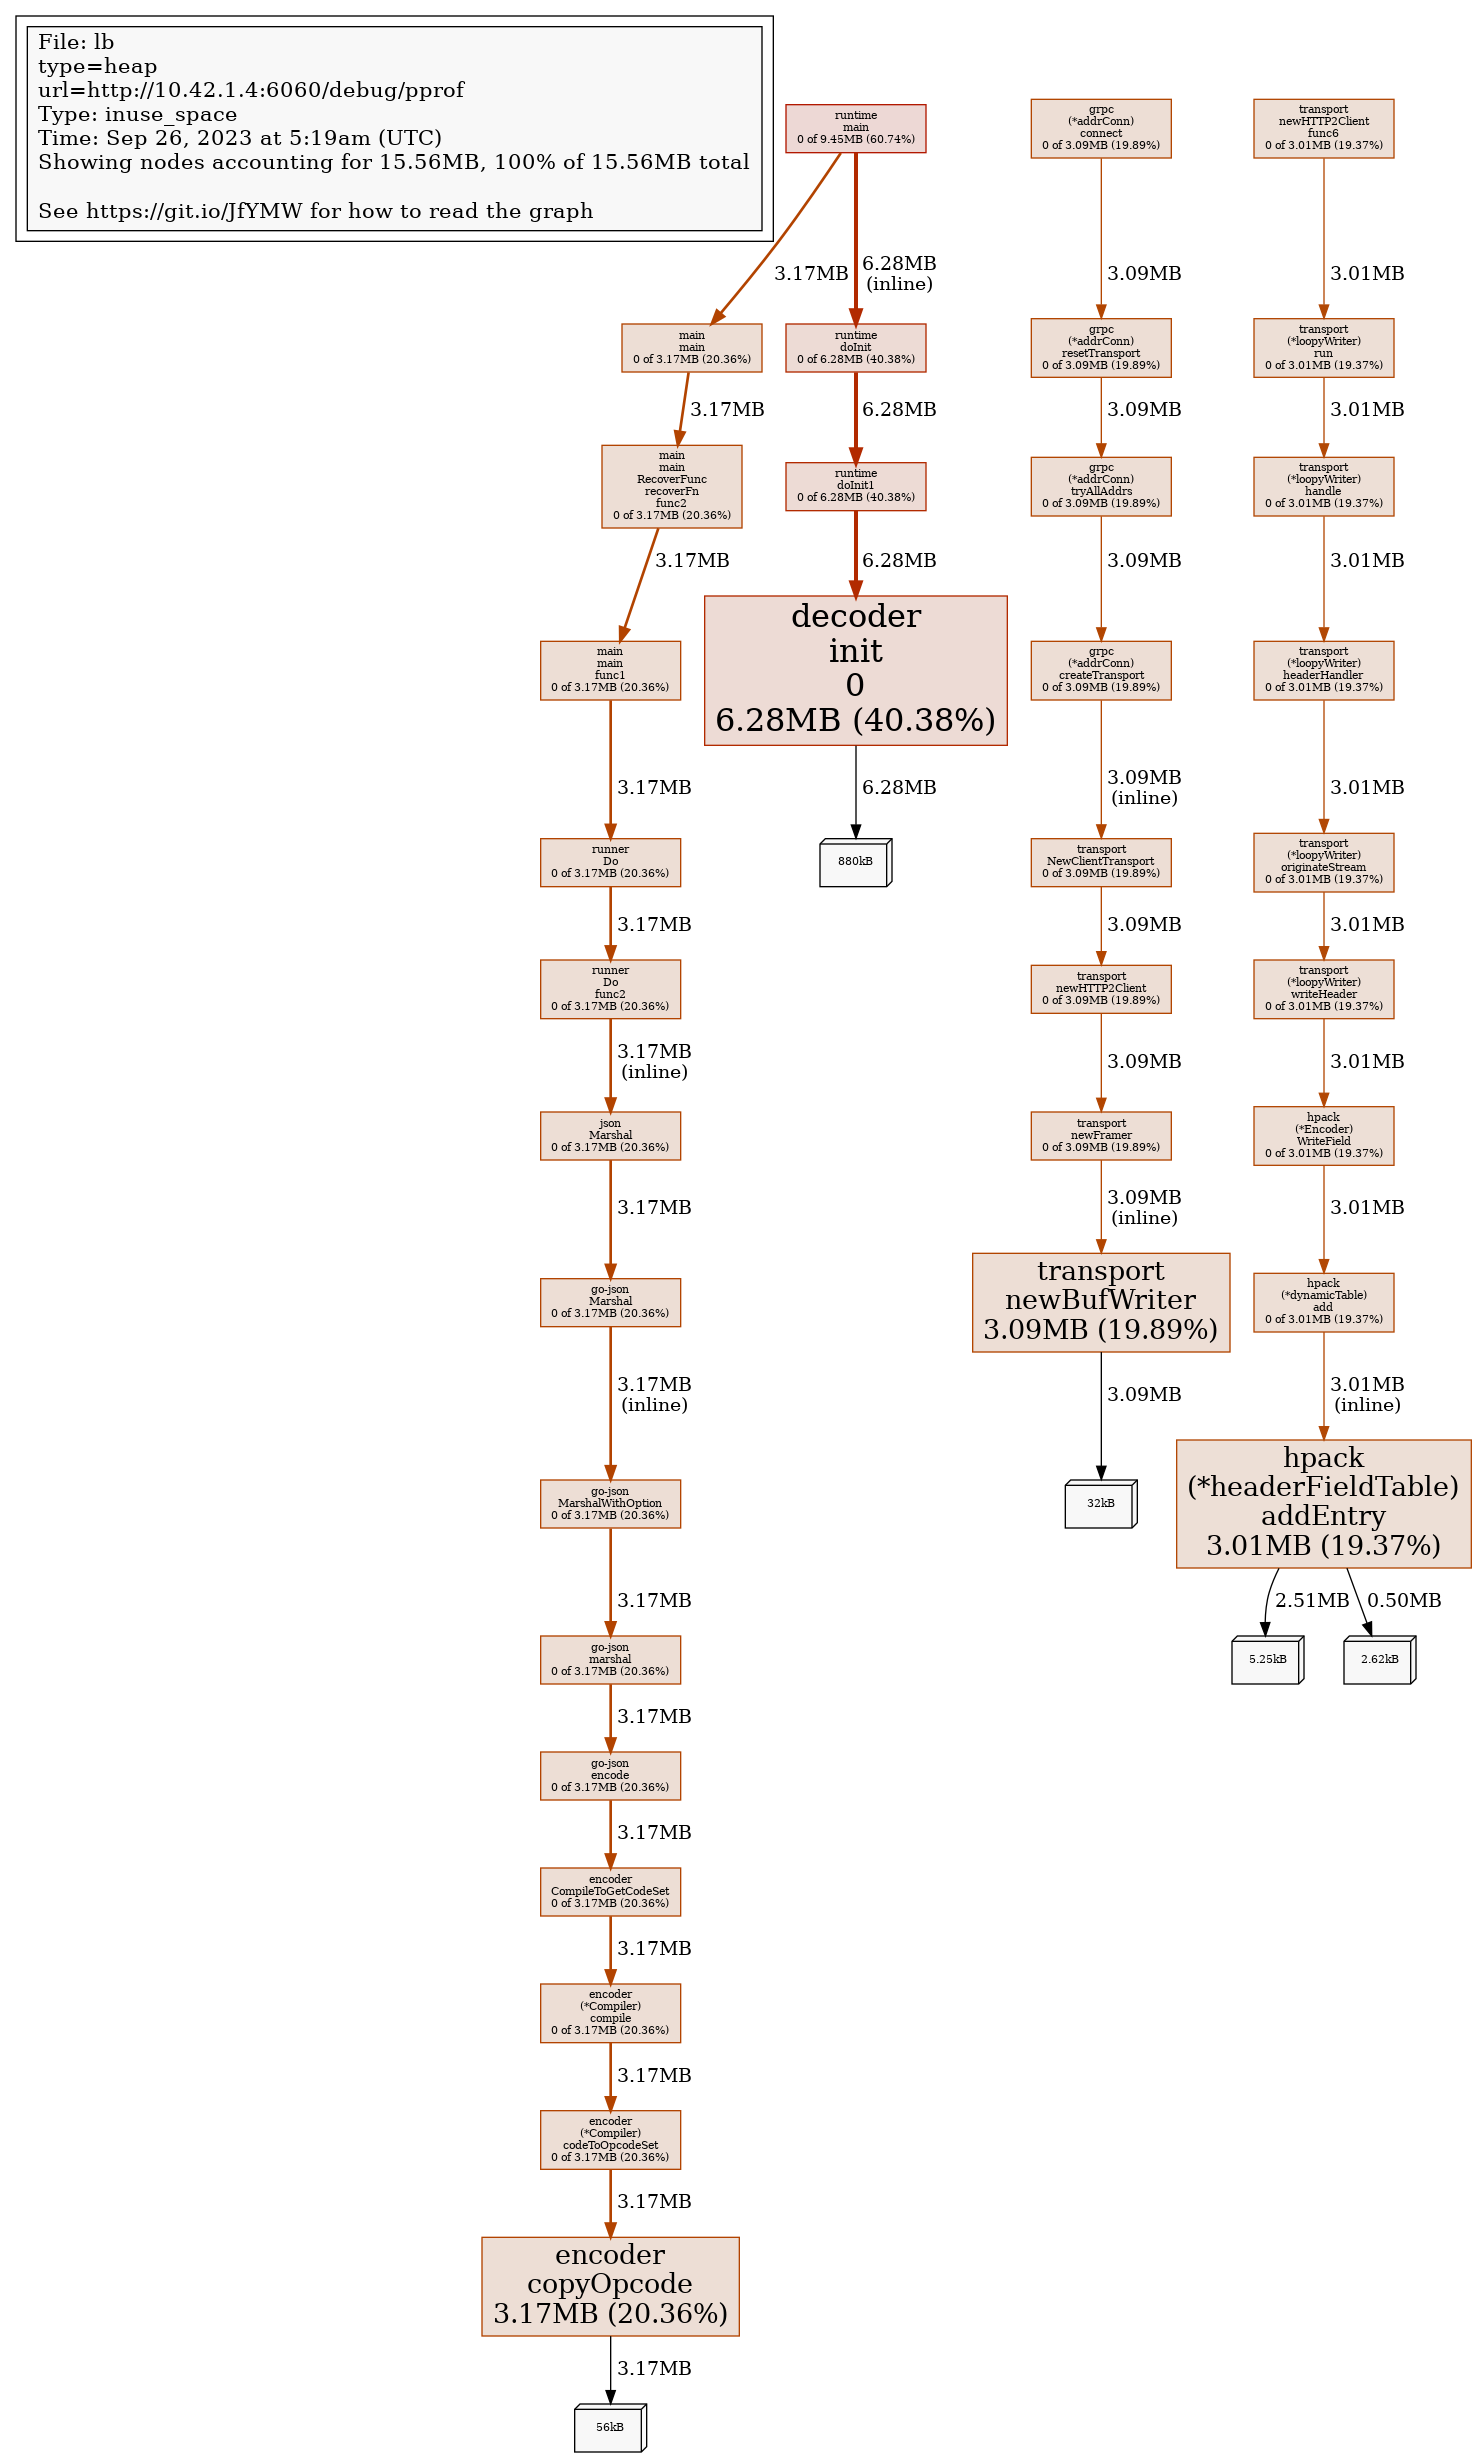 File: lb
type=heap
url=http://10.42.1.4:6060/debug/pprof
Type: inuse_space
Time: Sep 26, 2023 at 5:19am (UTC)
Showing nodes accounting for 15.56MB, 100% of 15.56MB total
See https://git.io/JfYMW for how to read the graph
runtime
main
0 of 9.45MB (60.74%)
grpc
(*addrConn)
connect
0 of 3.09MB (19.89%)
transport
newHTTP2Client
func6
0 of 3.01MB (19.37%)
3.17MB
6.28MB
(inline)
3.09MB
3.01MB
main
main
0 of 3.17MB (20.36%)
runtime
doInit
0 of 6.28MB (40.38%)
grpc
(*addrConn)
resetTransport
0 of 3.09MB (19.89%)
transport
(*loopyWriter)
run
0 of 3.01MB (19.37%)
3.17MB
6.28MB
3.09MB
3.01MB
main
main
RecoverFunc
recoverFn
func2
0 of 3.17MB (20.36%)
runtime
doInit1
0 of 6.28MB (40.38%)
grpc
(*addrConn)
tryAllAddrs
0 of 3.09MB (19.89%)
transport
(*loopyWriter)
handle
0 of 3.01MB (19.37%)
3.17MB
6.28MB
3.09MB
3.01MB
main
main
func1
0 of 3.17MB (20.36%)
decoder
init
0
6.28MB (40.38%)
grpc
(*addrConn)
createTransport
0 of 3.09MB (19.89%)
transport
(*loopyWriter)
headerHandler
0 of 3.01MB (19.37%)
3.17MB
6.28MB
3.09MB
(inline)
3.01MB
runner
Do
0 of 3.17MB (20.36%)
880kB
transport
NewClientTransport
0 of 3.09MB (19.89%)
transport
(*loopyWriter)
originateStream
0 of 3.01MB (19.37%)
3.17MB
3.09MB
3.01MB
runner
Do
func2
0 of 3.17MB (20.36%)
transport
newHTTP2Client
0 of 3.09MB (19.89%)
transport
(*loopyWriter)
writeHeader
0 of 3.01MB (19.37%)
3.17MB
(inline)
3.09MB
3.01MB
json
Marshal
0 of 3.17MB (20.36%)
transport
newFramer
0 of 3.09MB (19.89%)
hpack
(*Encoder)
WriteField
0 of 3.01MB (19.37%)
3.17MB
3.09MB
(inline)
3.01MB
go-json
Marshal
0 of 3.17MB (20.36%)
transport
newBufWriter
3.09MB (19.89%)
hpack
(*dynamicTable)
add
0 of 3.01MB (19.37%)
3.17MB
(inline)
3.09MB
3.01MB
(inline)
go-json
MarshalWithOption
0 of 3.17MB (20.36%)
32kB
hpack
(*headerFieldTable)
addEntry
3.01MB (19.37%)
3.17MB
2.51MB
0.50MB
go-json
marshal
0 of 3.17MB (20.36%)
5.25kB
2.62kB
3.17MB
go-json
encode
0 of 3.17MB (20.36%)
3.17MB
encoder
CompileToGetCodeSet
0 of 3.17MB (20.36%)
3.17MB
encoder
(*Compiler)
compile
0 of 3.17MB (20.36%)
3.17MB
encoder
(*Compiler)
codeToOpcodeSet
0 of 3.17MB (20.36%)
3.17MB
encoder
copyOpcode
3.17MB (20.36%)
3.17MB
56kB